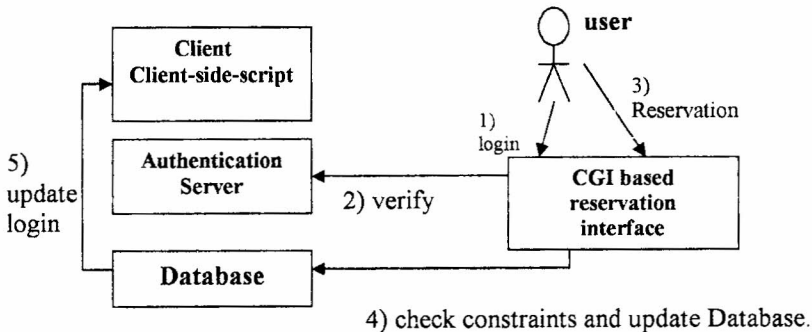 user
Client
Client-side-script
3)
Reservation
1)
login
Authentication
Server
2) verify
CGI based
reservation
interface
5)
update
login
Database
4) check constraints and update Database.